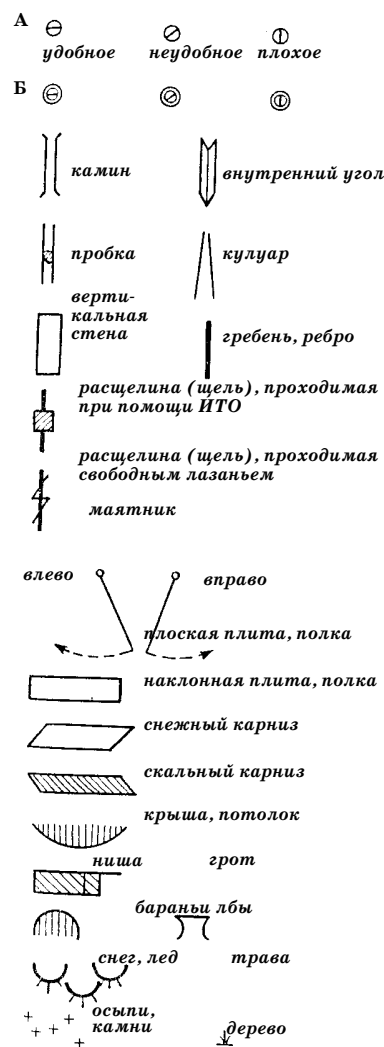 А
удобное неудобное плохое
Б
камин
внутренний угол
пробка
кулуар
верти-
кальная
стена
гребень, ребро
расщелина (щель), проходимая
при помощи ИТО
расщелина (щель), проходимая
свободным лазаньем
маятник
влево вправо
плоская плита, полка
наклонная плита, полка
снежный карниз
скальный карниз
крыша, потолок
ниша грот
бараньи лбы
снег, лед трава
осыпи,
камни
дерево